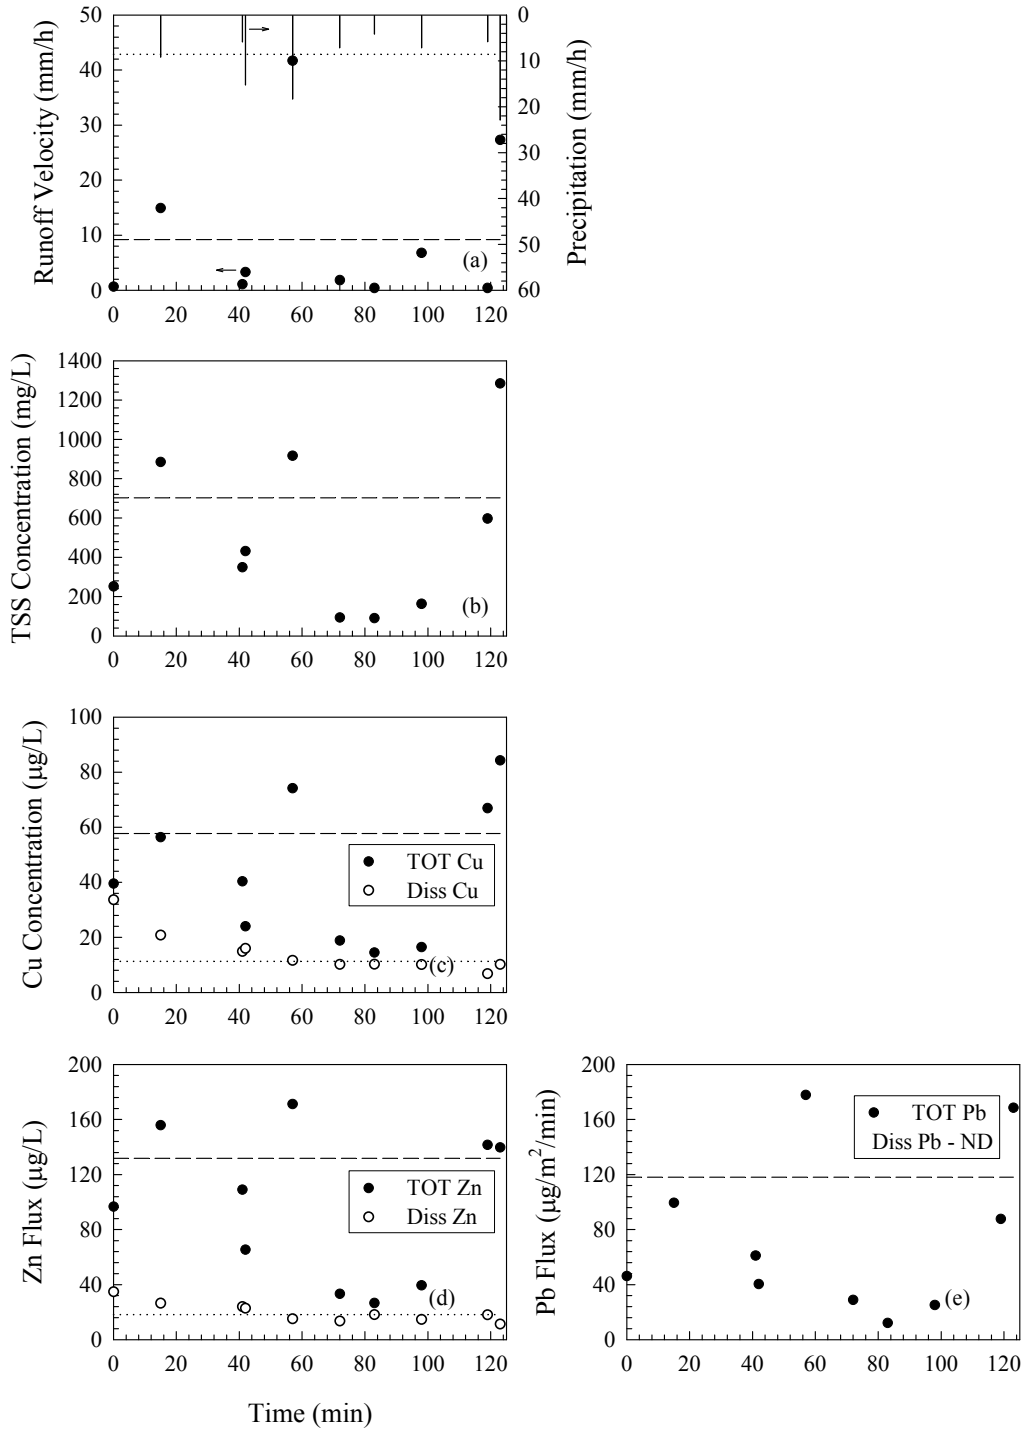 50
40
30
20
10
0
Runoff Velocity (mm/h)
0
10
20
30
40
50
60
Precipitation (mm/h)
(a)
0 20 40 60 80 100 120
1400
1200
1000
800
600
400
200
0
TSS Concentration (mg/L)
(b)
0 20 40 60 80 100 120
100
80
60
40
20
0
Cu Concentration (μg/L)
TOT Cu
Diss Cu
(c)
0 20 40 60 80 100 120
200
160
120
80
40
0
Zn Flux (μg/L)
TOT Zn
Diss Zn
(d)
0 20 40 60 80 100 120
Time (min)
200
160
120
80
40
0
Pb Flux (μg/m²/min)
TOT Pb
Diss Pb - ND
(e)
0 20 40 60 80 100 120